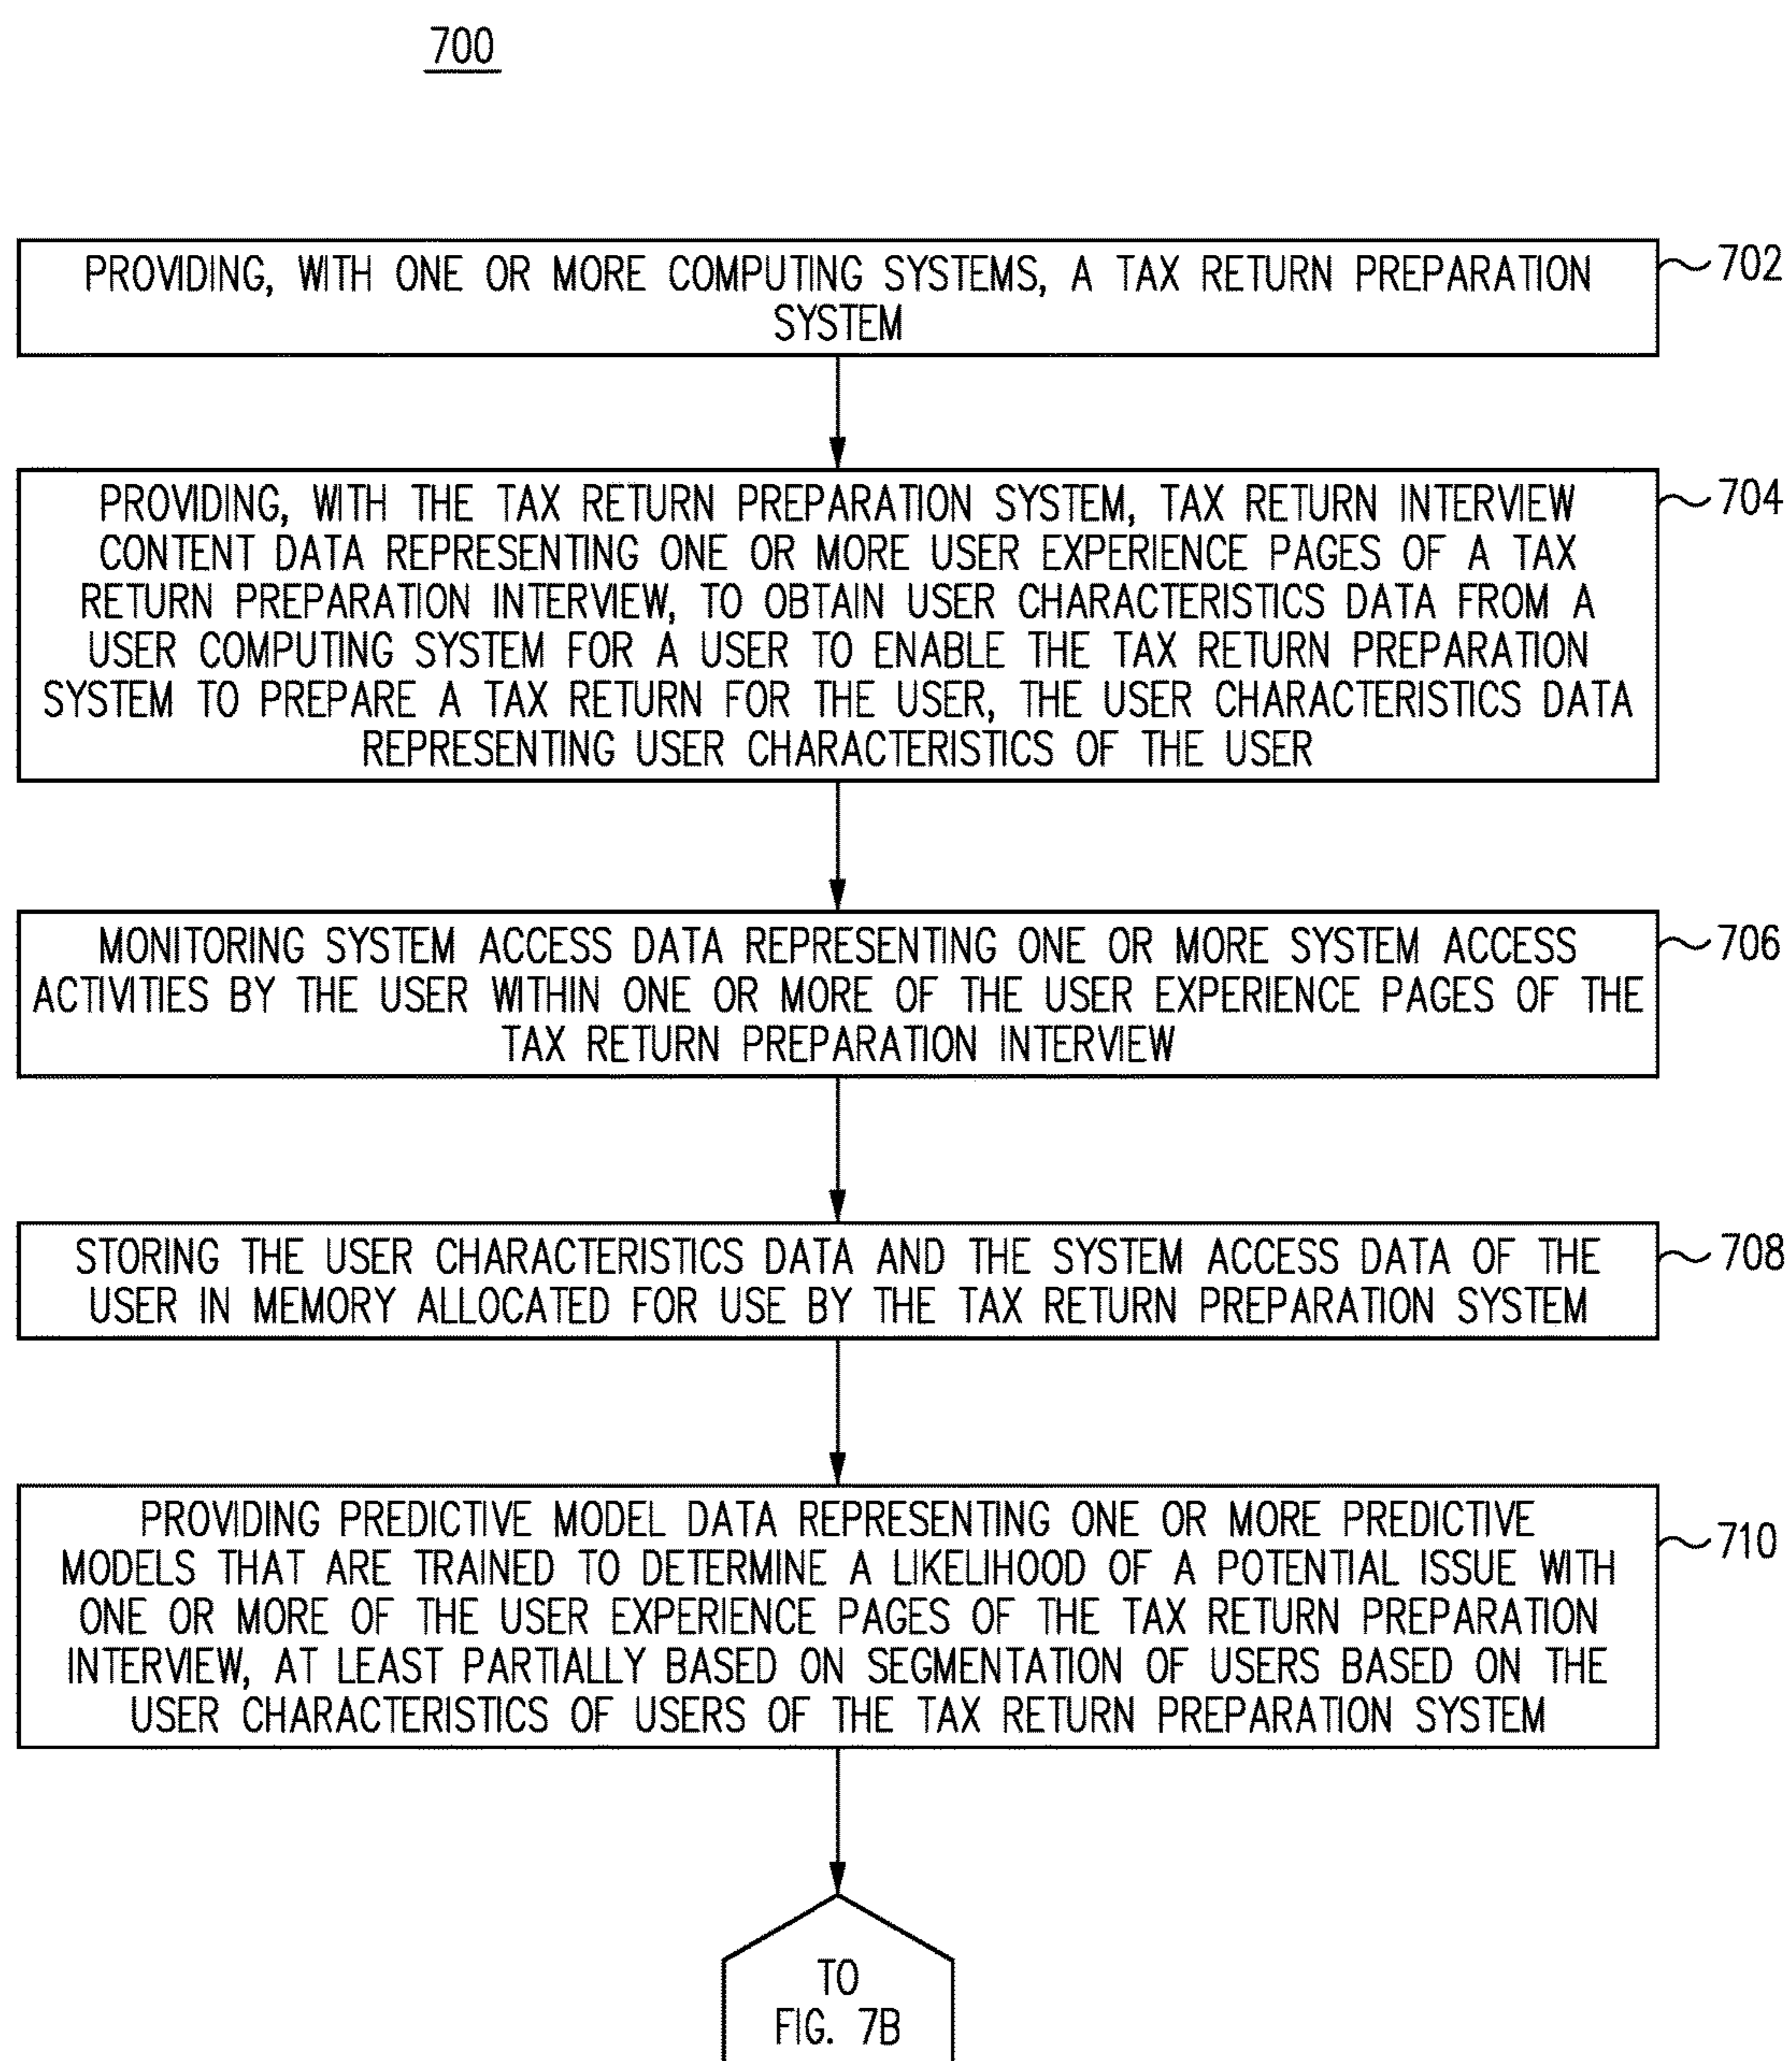 700
PROVIDING, WITH ONE OR MORE COMPUTING SYSTEMS, A TAX RETURN PREPARATION
SYSTEM
702
PROVIDING, WITH THE TAX RETURN PREPARATION SYSTEM, TAX RETURN INTERVIEW
CONTENT DATA REPRESENTING ONE OR MORE USER EXPERIENCE PAGES OF A TAX
RETURN PREPARATION INTERVIEW, TO OBTAIN USER CHARACTERISTICS DATA FROM A
USER COMPUTING SYSTEM FOR A USER TO ENABLE THE TAX RETURN PREPARATION
SYSTEM TO PREPARE A TAX RETURN FOR THE USER, THE USER CHARACTERISTICS DATA
REPRESENTING USER CHARACTERISTICS OF THE USER
704
MONITORING SYSTEM ACCESS DATA REPRESENTING ONE OR MORE SYSTEM ACCESS
ACTIVITIES BY THE USER WITHIN ONE OR MORE OF THE USER EXPERIENCE PAGES OF THE
TAX RETURN PREPARATION INTERVIEW
706
STORING THE USER CHARACTERISTICS DATA AND THE SYSTEM ACCESS DATA OF THE
USER IN MEMORY ALLOCATED FOR USE BY THE TAX RETURN PREPARATION SYSTEM
708
PROVIDING PREDICTIVE MODEL DATA REPRESENTING ONE OR MORE PREDICTIVE
MODELS THAT ARE TRAINED TO DETERMINE A LIKELIHOOD OF A POTENTIAL ISSUE WITH
ONE OR MORE OF THE USER EXPERIENCE PAGES OF THE TAX RETURN PREPARATION
INTERVIEW, AT LEAST PARTIALLY BASED ON SEGMENTATION OF USERS BASED ON THE
USER CHARACTERISTICS OF USERS OF THE TAX RETURN PREPARATION SYSTEM
710
TO
FIG. 7B